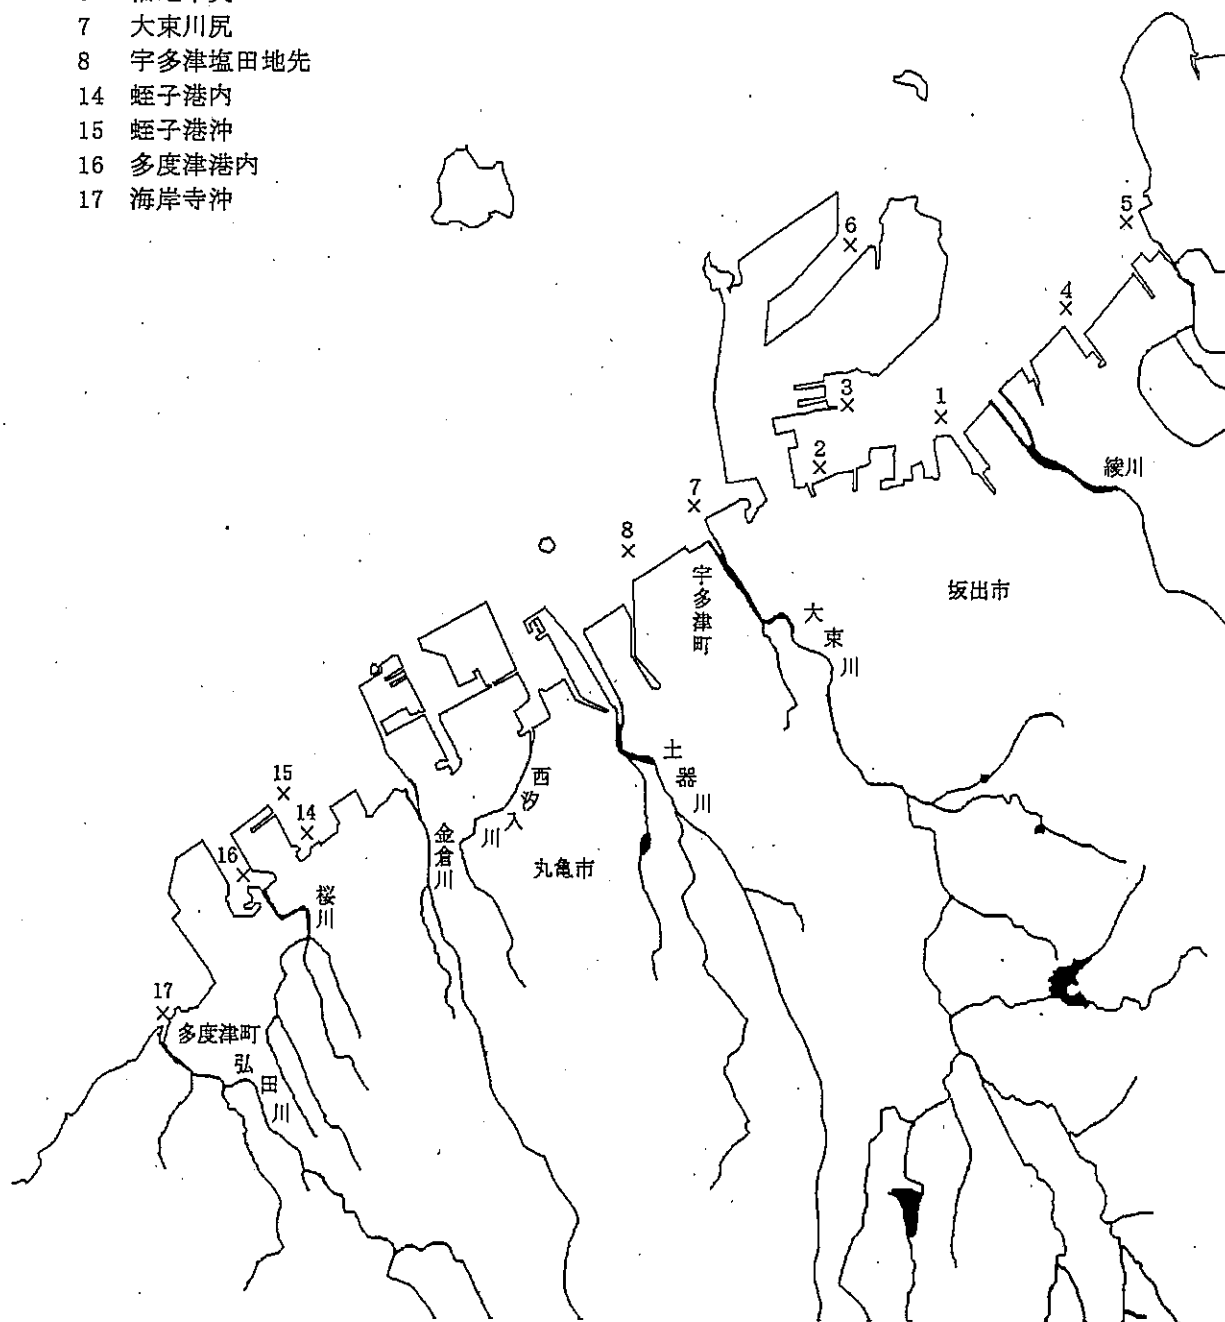 7 大束川尻
8 宇多津塩田地先
14 蛭子港内
15 蛭子港沖
16 多度津港内
17 海岸寺沖
5
6
4
3
1
2
綾川
7
8
坂出市
宇多津町
大束川
土器川
西汐入川
15
14
金倉川
丸亀市
16
桜川
17
多度津町
弘田川